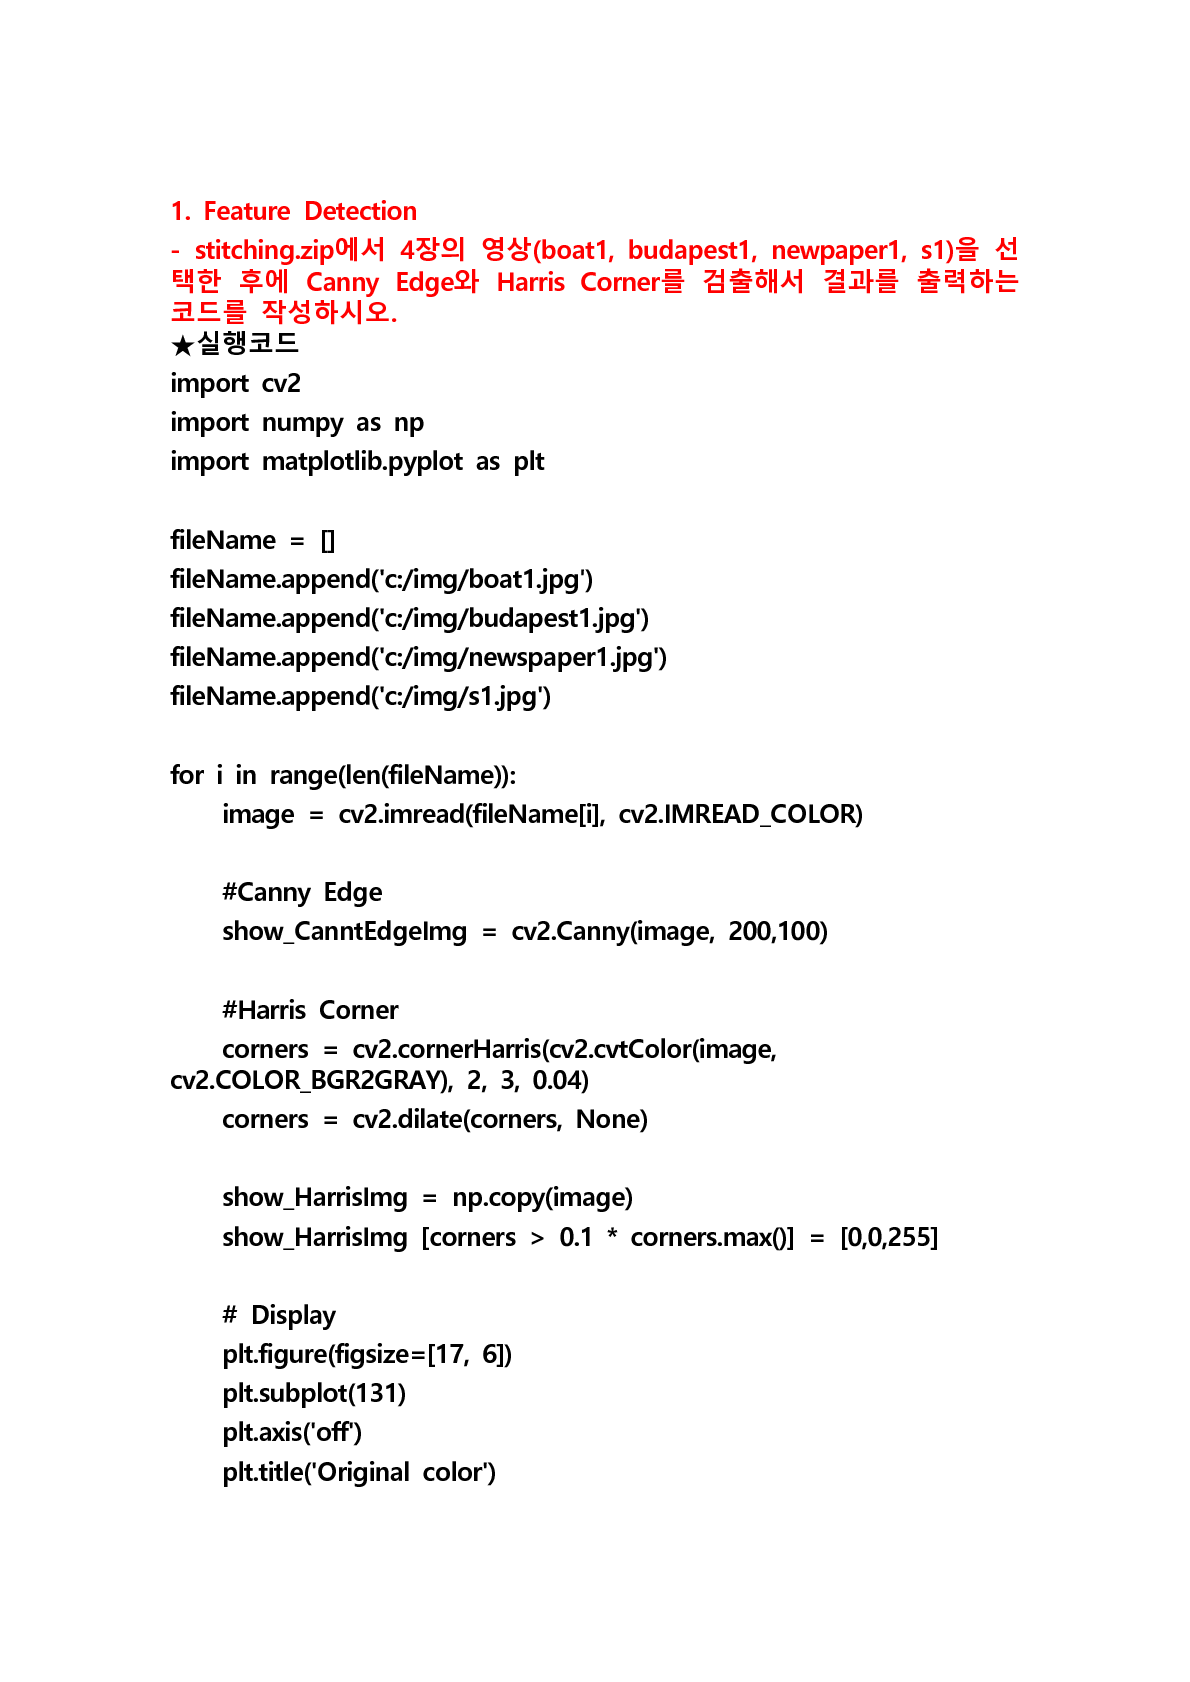 1. Feature Detection
- stitching.zip에서 4장의 영상(boat1, budapest1, newpaper1, s1)을 선
택한 후에 Canny Edge와 Harris Corner를 검출해서 결과를 출력하는
코드를 작성하시오.
★실행코드
import cv2
import numpy as np
import matplotlib.pyplot as plt
fileName = []
fileName.append('c:/img/boat1.jpg')
fileName.append('c:/img/budapest1.jpg')
fileName.append('c:/img/newspaper1.jpg')
fileName.append('c:/img/s1.jpg')
for i in range(len(fileName)):
image = cv2.imread(fileName[i], cv2.IMREAD_COLOR)
#Canny Edge
show_CanntEdgeImg = cv2.Canny(image, 200,100)
#Harris Corner
corners = cv2.cornerHarris(cv2.cvtColor(image,
cv2.COLOR_BGR2GRAY), 2, 3, 0.04)
corners = cv2.dilate(corners, None)
show_HarrisImg = np.copy(image)
show_HarrisImg [corners > 0.1 * corners.max()] = [0,0,255]
# Display
plt.figure(figsize=[17, 6])
plt.subplot(131)
plt.axis('off')
plt.title('Original color')